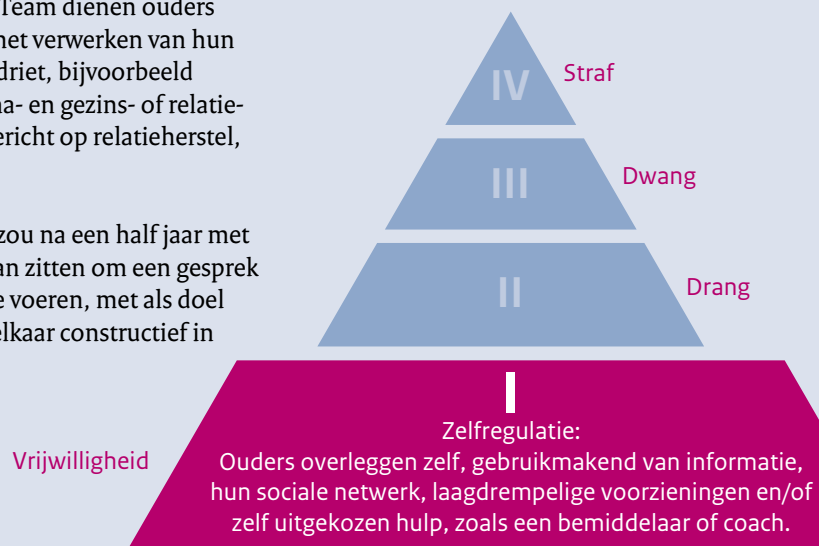 Team dienen ouders
het verwerken van hun
driet, bijvoorbeeld
na- en gezins- of relatie-
ericht op relatieherstel,
zou na een half jaar met
an zitten om een gesprek
e voeren, met als doel
elkaar constructief in
IV
Straf
III
Dwang
II
Drang
I
Vrijwilligheid
Zelfregulatie:
Ouders overleggen zelf, gebruikmakend van informatie,
hun sociale netwerk, laagdrempelige voorzieningen en/of
zelf uitgekozen hulp, zoals een bemiddelaar of coach.